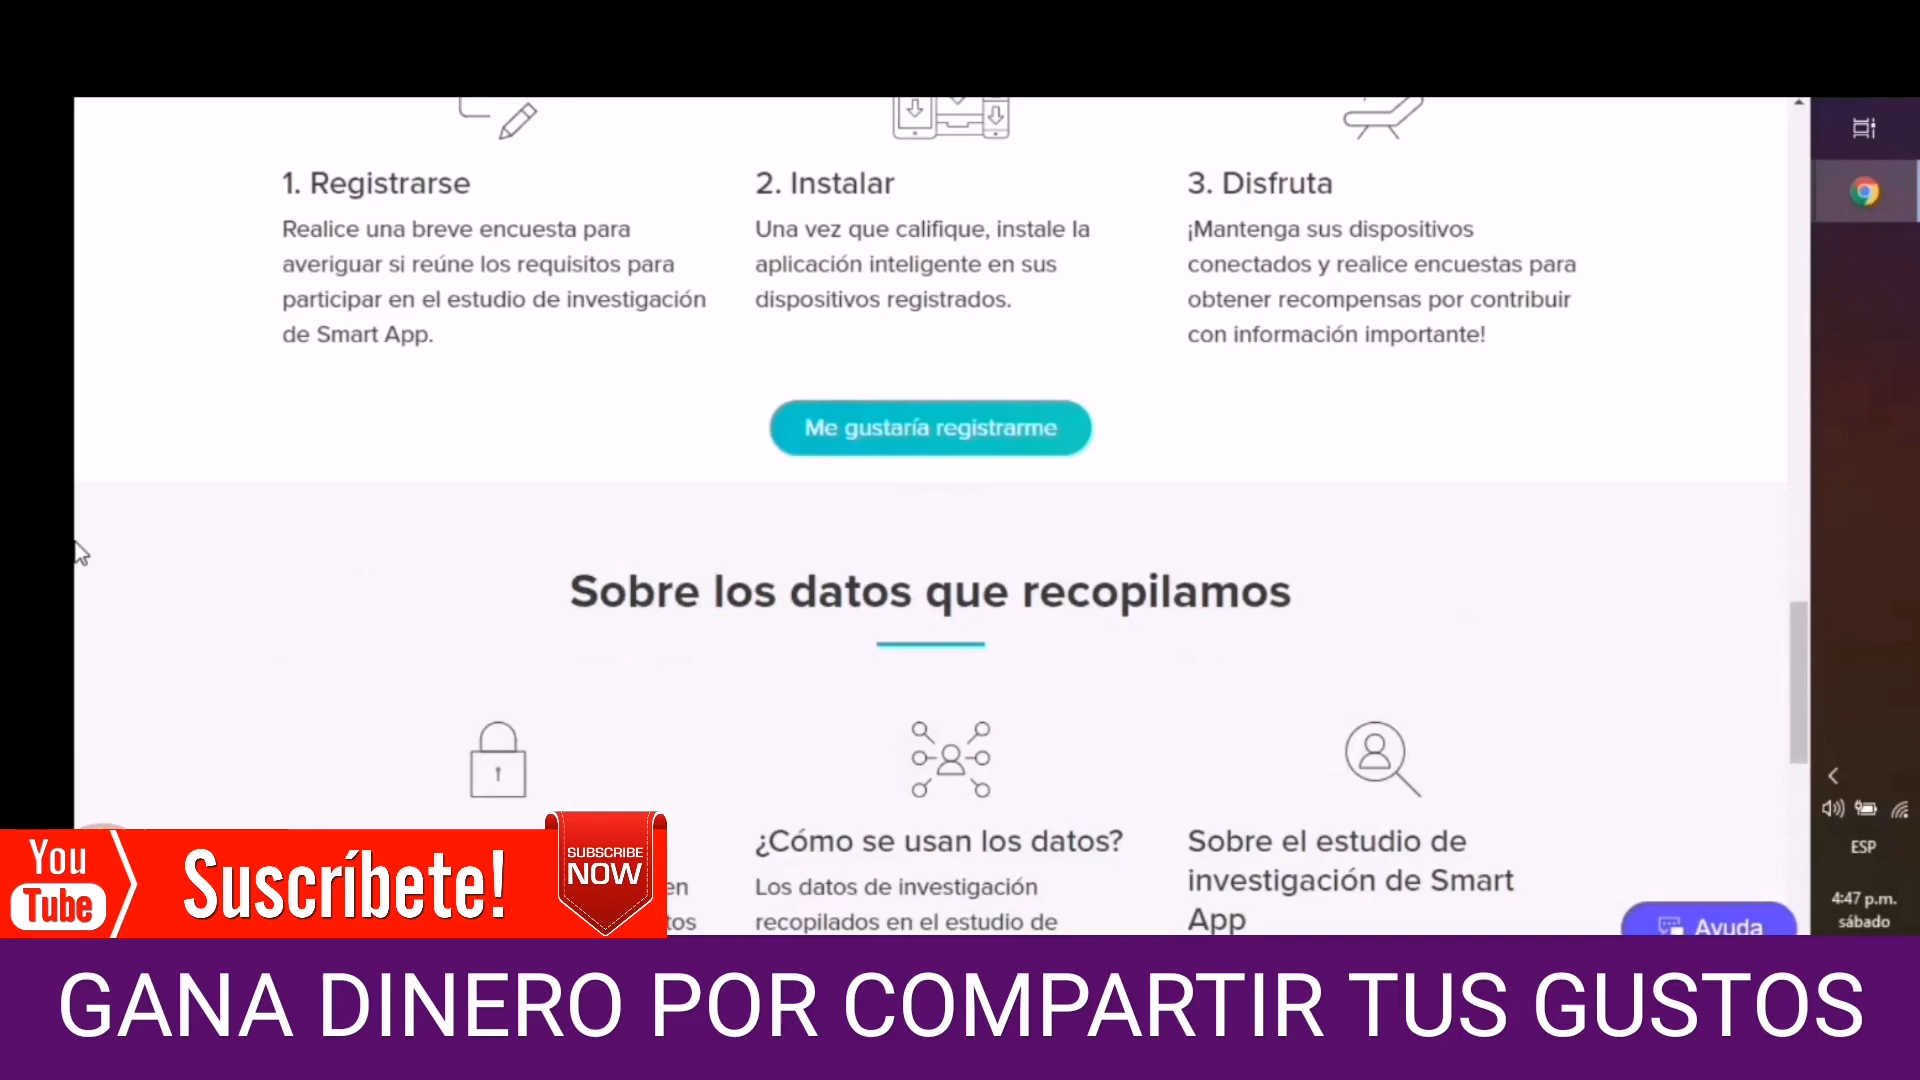 1. Registrarse
Realice una breve encuesta para
averiguar si reúne los requisitos para
participar en el estudio de investigación
de Smart App.
2. Instalar
Una vez que califique, instale la
aplicación inteligente en sus
dispositivos registrados.
3. Disfruta
¡Mantenga sus dispositivos
conectados y realice encuestas para
obtener recompensas por contribuir
con información importante!
Me gustaría registrarme
Sobre los datos que recopilamos
en
tos
¿Cómo se usan los datos?
Los datos de investigación
recopilados en el estudio de
Sobre el estudio de
investigación de Smart
App
Ayuda
ESP
4:47 p.m.
sábado
You
Tube
Suscríbete!
SUBSCRIBE
NOW
GANA DINERO POR COMPARTIR TUS GUSTOS